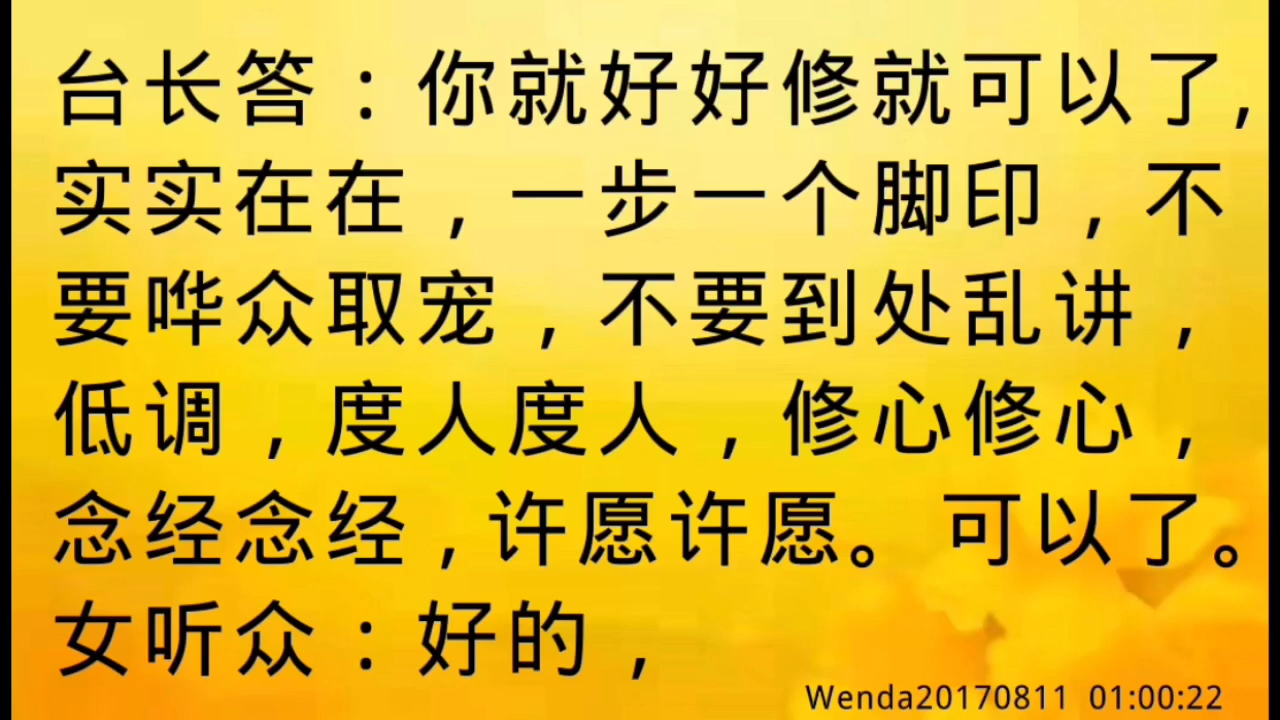 台长答：你就好好修就可以了,
实实在在，一步一个脚印，不
要哗众取宠，不要到处乱讲，
低调，度人度人，修心修心，
念经念经,许愿许愿。可以了。
女听众：好的，
Wenda20170811 01:00:22